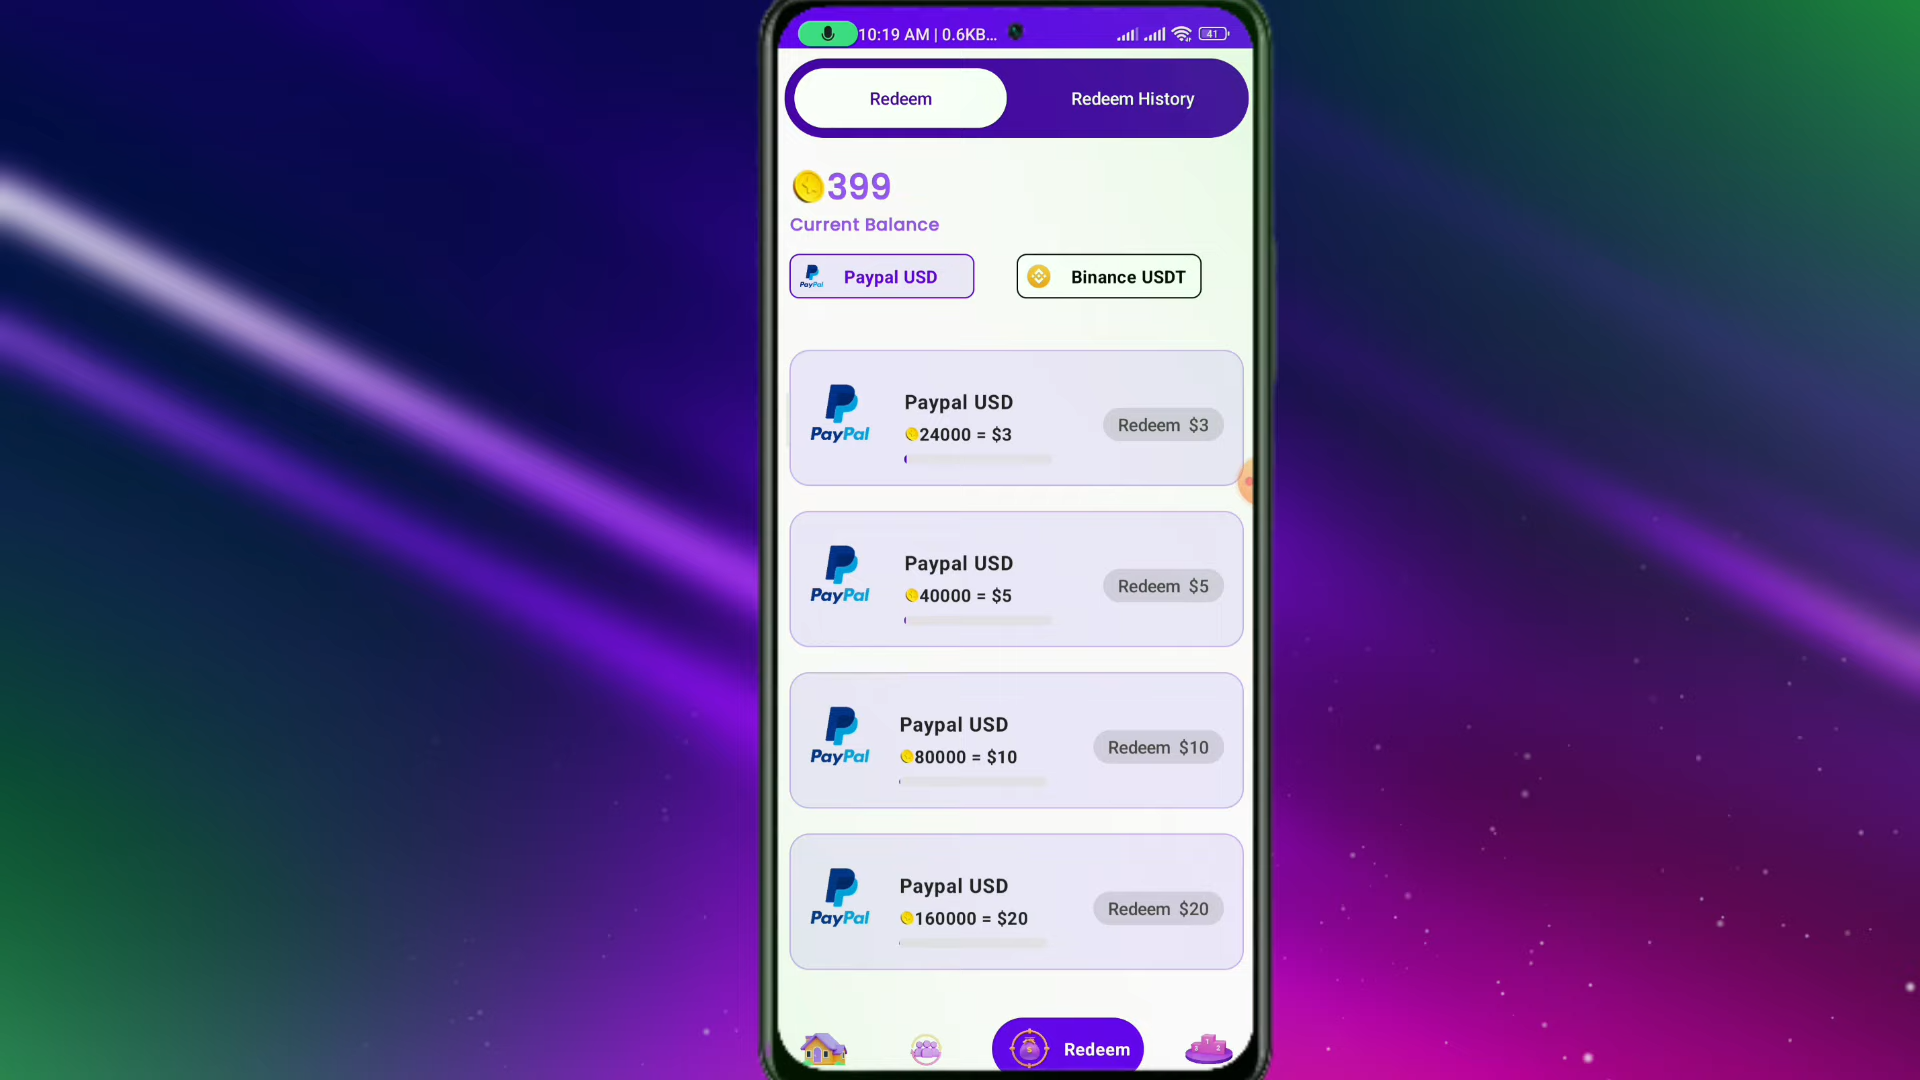 10:19 AM | 0.6KB...
41
Redeem
Redeem History
399
Current Balance
PayPal
Paypal USD
Binance USDT
PayPal
Paypal USD
24000 = $3
Redeem $3
PayPal
Paypal USD
40000 = $5
Redeem $5
PayPal
Paypal USD
80000 = $10
Redeem $10
PayPal
Paypal USD
160000 = $20
Redeem $20
Redeem